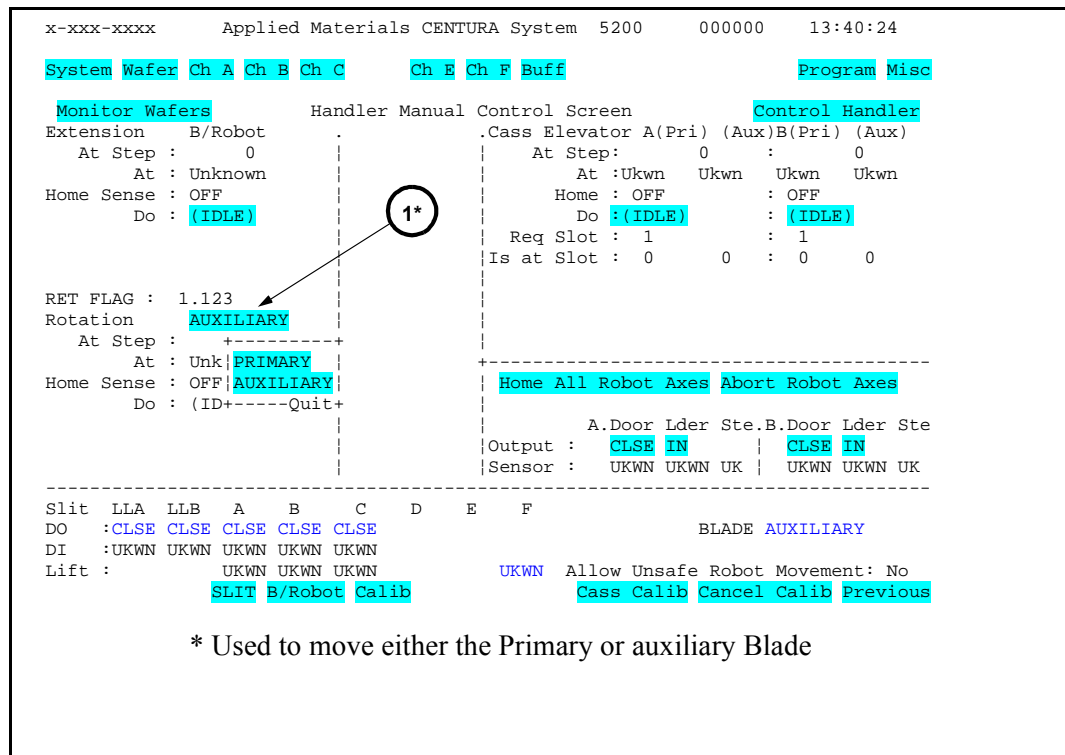 x-xxx-xxxx Applied Materials CENTURA System 5200 000000 13:40:24
System Wafer Ch A Ch B Ch C Ch E Ch F Buff Program Misc
Monitor Wafers Handler Manual Control Screen Control Handler
Extension B/Robot . .Cass Elevator A(Pri) (Aux)B(Pri) (Aux)
At Step : 0 | | At Step: 0 : 0
At : Unknown | | At :Ukwn Ukwn Ukwn Ukwn
Home Sense : OFF | | Home : OFF : OFF
Do : (IDLE) | 1* | Do :(IDLE) : (IDLE)
| | Req Slot : 1 : 1
| |Is at Slot : 0 0 : 0 0
RET FLAG : 1.123 | |
Rotation AUXILIARY | |
At Step : +---------+ |
At : Unk|PRIMARY | +----------------------------------------
Home Sense : OFF|AUXILIARY| | Home All Robot Axes Abort Robot Axes
Do : (ID+-----Quit+ |
| | A.Door Lder Ste.B.Door Lder Ste
| |Output : CLSE IN | CLSE IN
| |Sensor : UKWN UKWN UK | UKWN UKWN UK
--------------------------------------------------------------------------------
Slit LLA LLB A B C D E F
DO :CLSE CLSE CLSE CLSE CLSE BLADE AUXILIARY
DI :UKWN UKWN UKWN UKWN UKWN
Lift : UKWN UKWN UKWN UKWN Allow Unsafe Robot Movement: No
SLIT B/Robot Calib Cass Calib Cancel Calib Previous
* Used to move either the Primary or auxiliary Blade